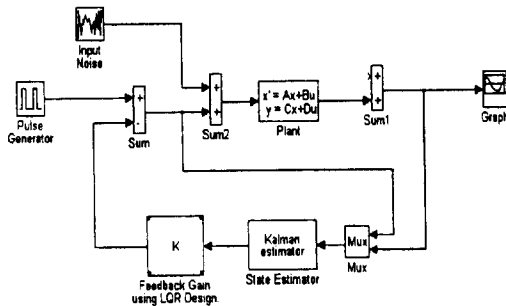 Input
Noise
Pulse
Generator
+
-
Sum
+
+
Sum2
x' = Ax+Bu
y = Cx+Du
Plant
+
+
Sum1
Graph
K
Feedback Gain
using LQR Design.
Kalman
estimator
State Estimator
Mux
Mux